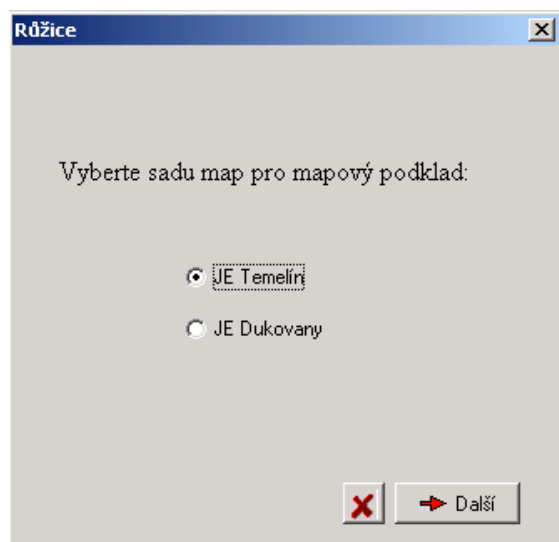 Růžice
Vyberte sadu map pro mapový podklad:
JE Temelín
JE Dukovany
Další